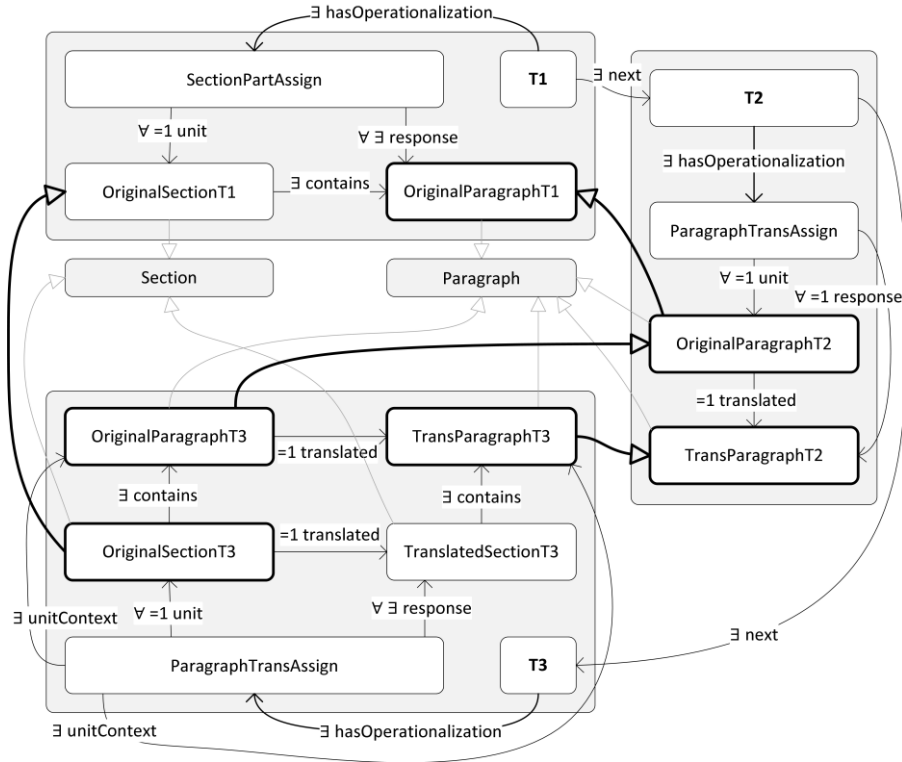 ∃ hasOperationalization
SectionPartAssign
T1
∃ next
T2
∀ =1 unit
∀ ∃ response
∃ hasOperationalization
OriginalSectionT1
∃ contains
OriginalParagraphT1
ParagraphTransAssign
Section
Paragraph
∀ =1 unit
∀ =1 response
OriginalParagraphT2
=1 translated
OriginalParagraphT3
=1 translated
TransParagraphT3
TransParagraphT2
∃ contains
∃ contains
OriginalSectionT3
=1 translated
TranslatedSectionT3
∃ unitContext
∀ =1 unit
∀ ∃ response
∃ next
ParagraphTransAssign
T3
∃ unitContext
∃ hasOperationalization